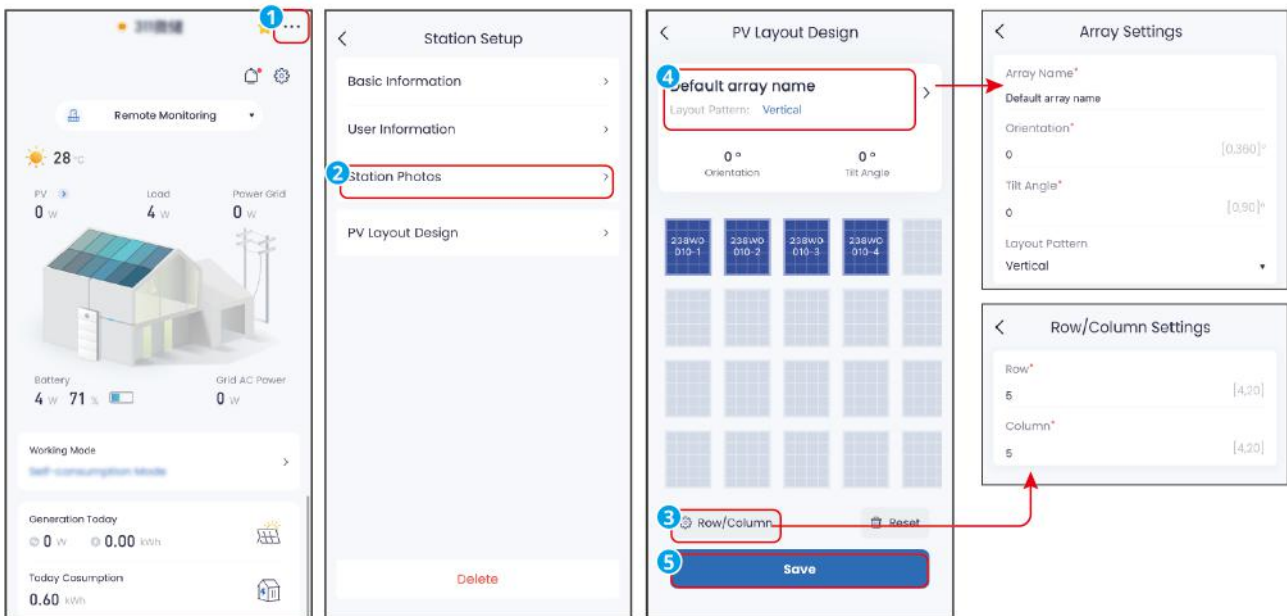 1
...
Remote Monitoring
28 °C
PV
Load
Power Grid
0 W
4 W
0 W
Battery
Grid AC Power
4 W 71 %
0 W
Working Mode
Self-consumption Mode
Generation Today
0 W 0.00 kWh
Today Cosumption
0.60 kWh
Station Setup
Basic Information
User Information
2
Station Photos
PV Layout Design
Delete
PV Layout Design
4
Default array name
Layout Pattern: Vertical
0 °
0 °
Orientation
Tilt Angle
238W0
010-1
238W0
010-2
238W0
010-3
238W0
010-4
3
Row/Column
Reset
5
Save
Array Settings
Array Name*
Default array name
Orientation*
0
[0,360]°
Tilt Angle*
0
[0,90]°
Layout Pattern
Vertical
Row/Column Settings
Row*
5
[4,20]
Column*
5
[4,20]